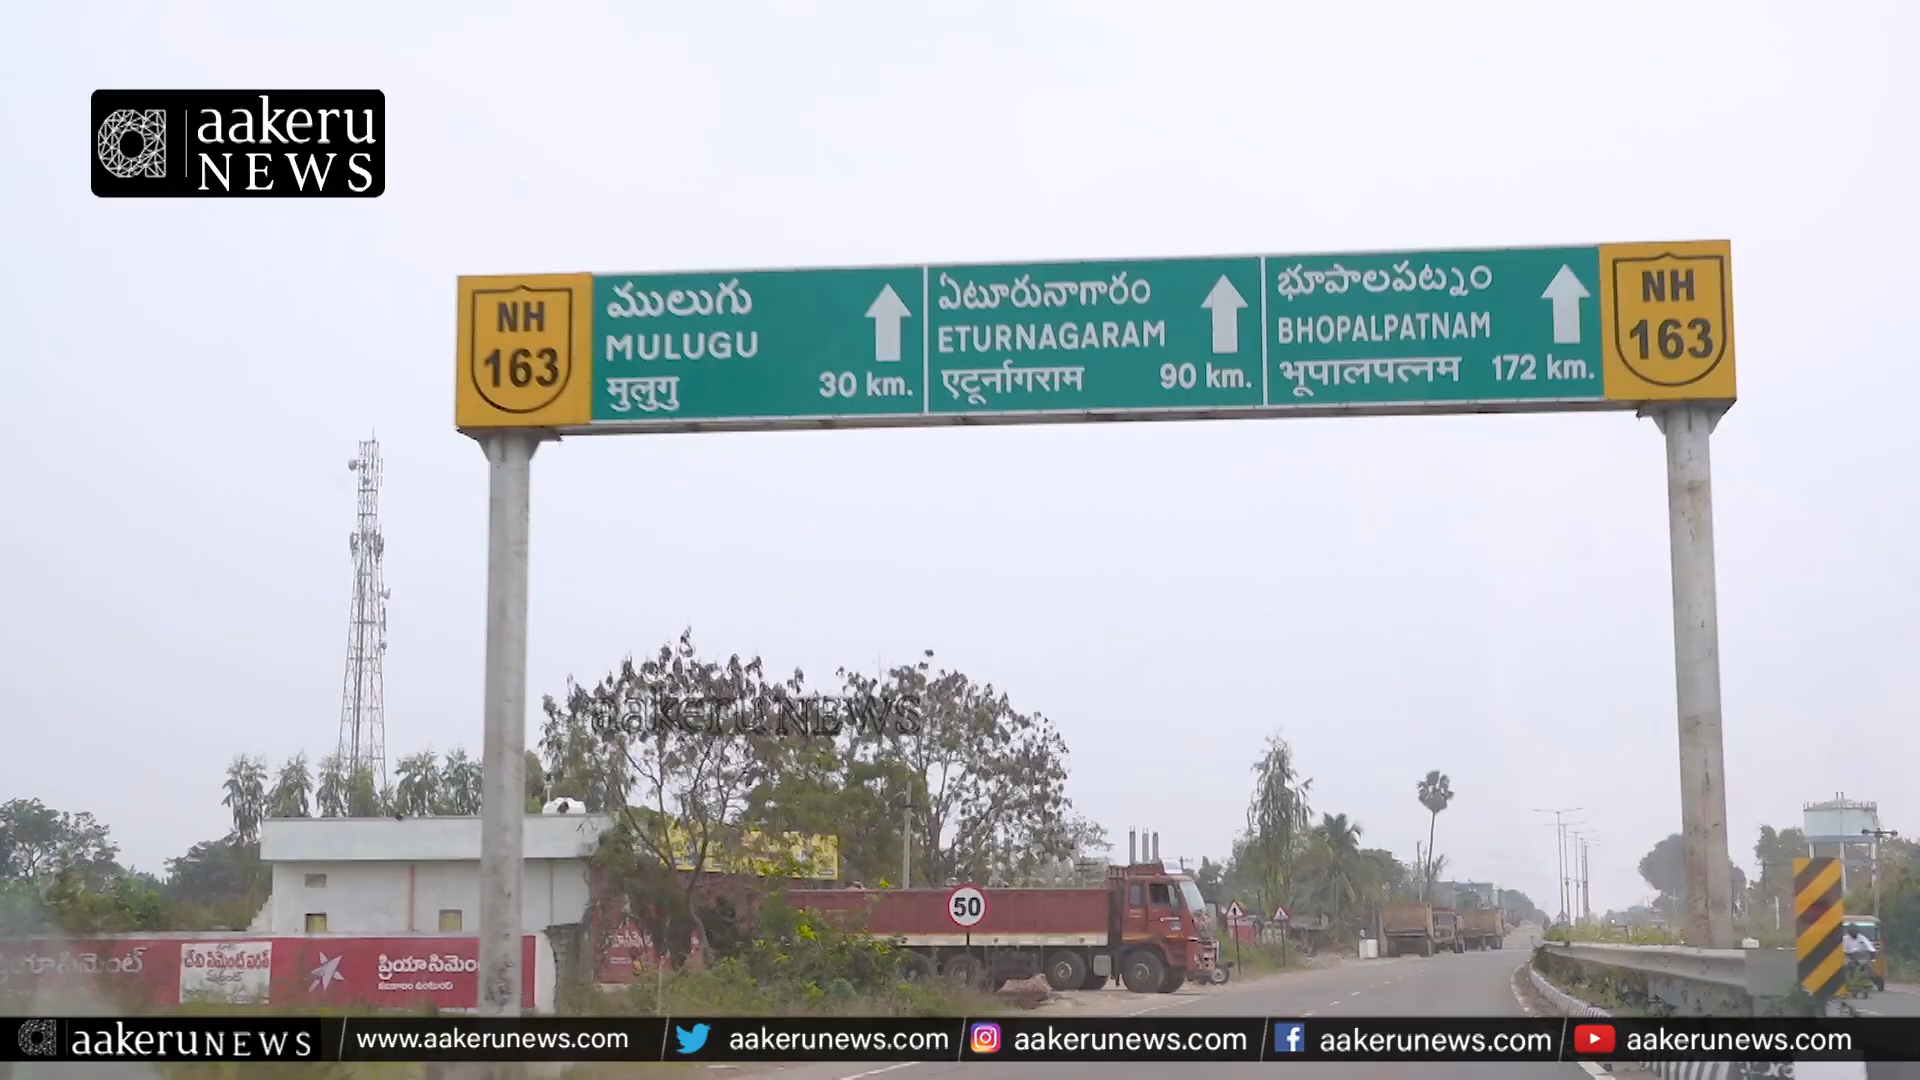 aakeru
NEWS
NH
163
ములుగు
MULUGU
मुलुगु
30 km.
ఏటూరునాగారం
ETURNAGARAM
एटूर्नागराम
90 km.
భూపాలపట్నం
BHOPALPATNAM
भूपालपत्नम
172 km.
NH
163
aakeruNEWS
50
ప్రియా సిమెం
aakeruNEWS
www.aakerunews.com
aakerunews.com
aakerunews.com
aakerunews.com
aakerunews.com